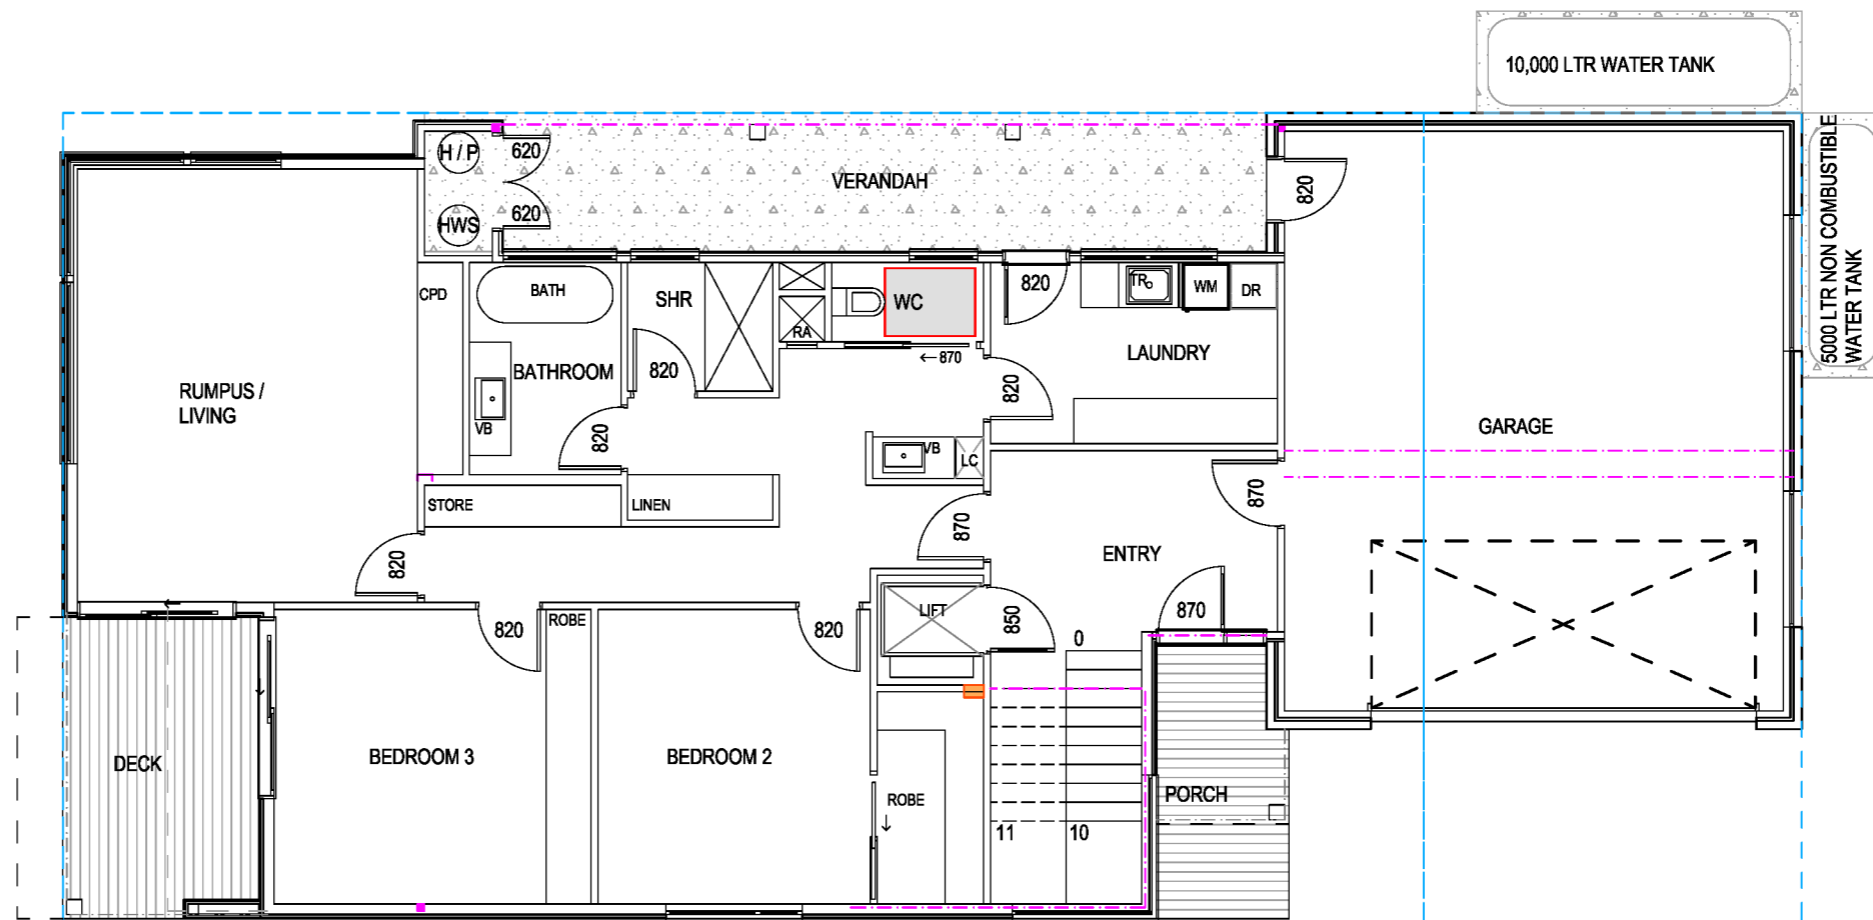 10,000 LTR WATER TANK
5000 LTR NON COMBUSTIBLE
WATER TANK
H / P
620
VERANDAH
820
HWS
620
CPD
BATH
SHR
RA
WC
820
TR
WM
DR
RUMPUS /
LIVING
BATHROOM
820
←870
LAUNDRY
820
VB
820
VB
LC
GARAGE
STORE
LINEN
870
870
ENTRY
820
LIFT
850
870
0
820
ROBE
820
DECK
BEDROOM 3
BEDROOM 2
ROBE
11
10
PORCH